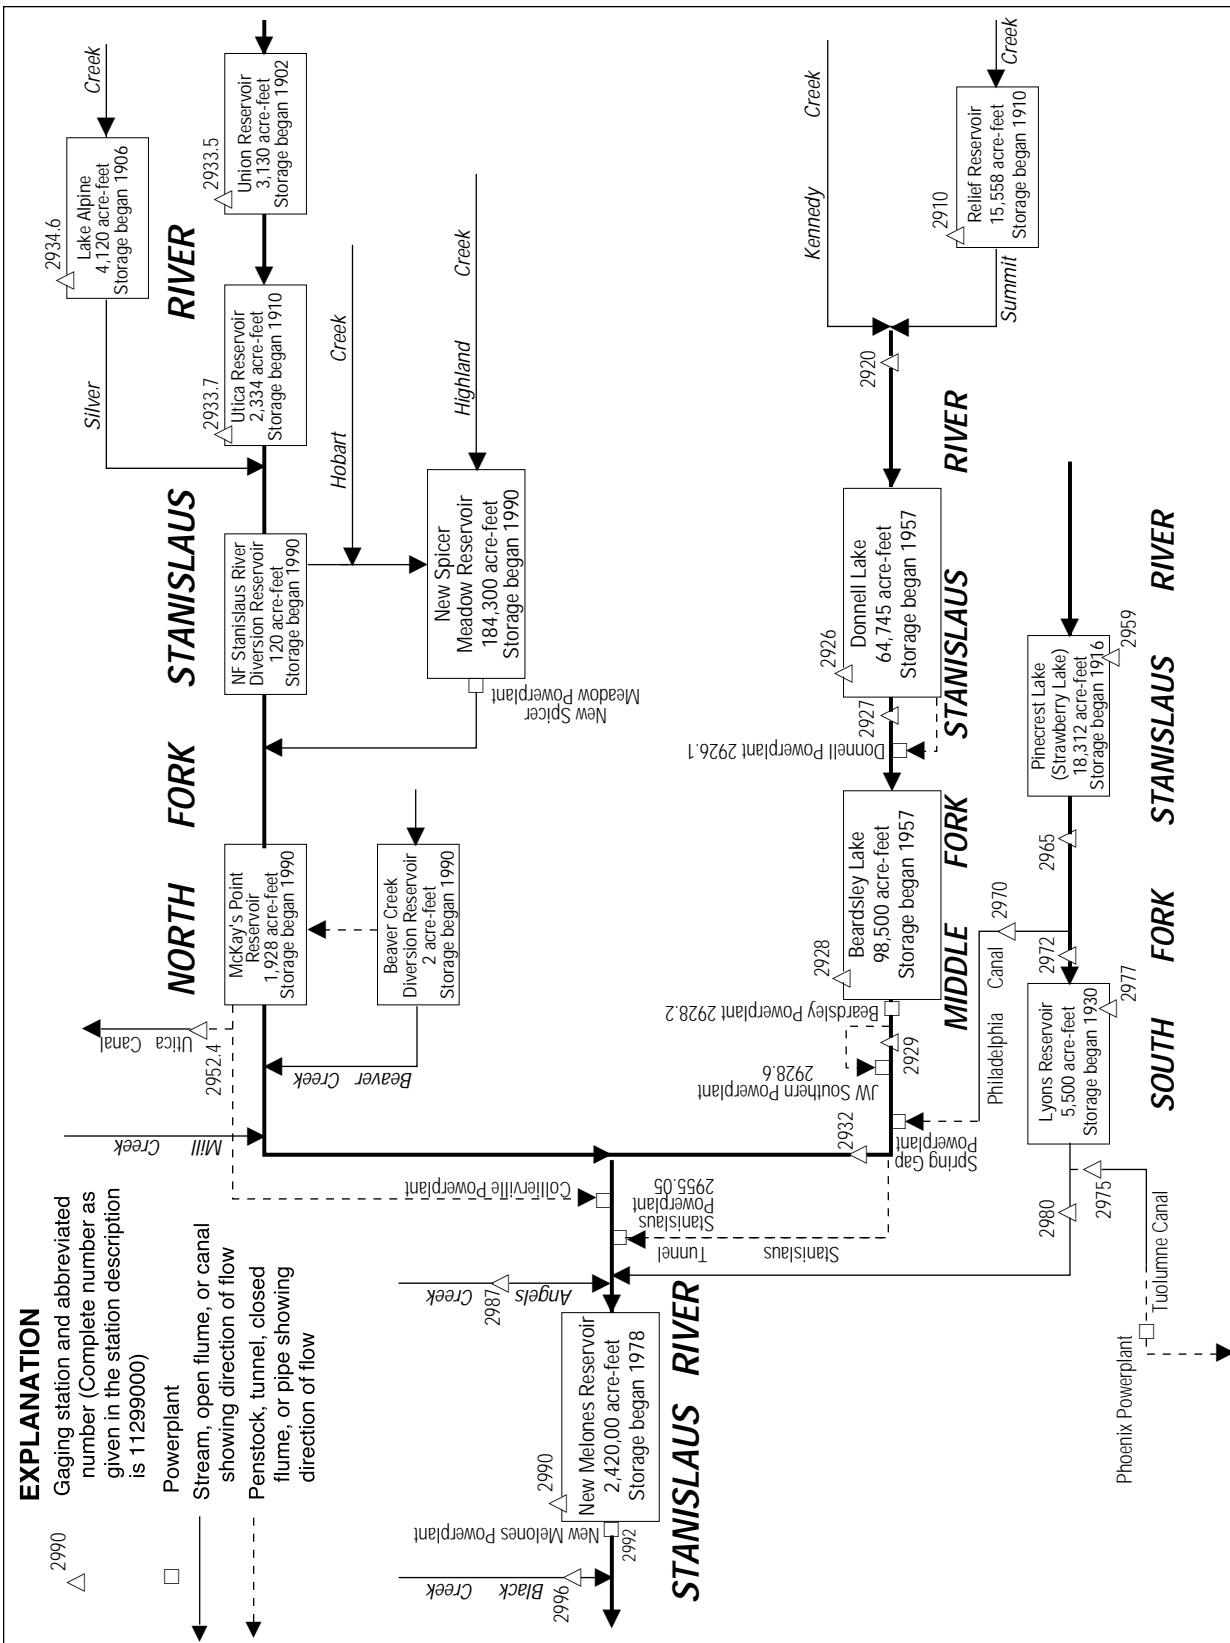 EXPLANATION
2990
Gaging station and abbreviated
number (Complete number as
given in the station description
is 11299000)
Powerplant
Stream, open flume, or canal
showing direction of flow
Penstock, tunnel, closed
flume, or pipe showing
direction of flow
NORTH FORK STANISLAUS RIVER
2934.6
Lake Alpine
4,120 acre-feet
Storage began 1906
Creek
Silver
2933.5
Union Reservoir
3,130 acre-feet
Storage began 1902
2933.7
Utica Reservoir
2,334 acre-feet
Storage began 1910
Hobart Creek
NF Stanislaus River
Diversion Reservoir
120 acre-feet
Storage began 1990
Highland Creek
New Spicer
Meadow Reservoir
184,300 acre-feet
Storage began 1990
New Spicer
Meadow Powerplant
McKay's Point
Reservoir
1,928 acre-feet
Storage began 1990
Beaver Creek
Diversion Reservoir
2 acre-feet
Storage began 1990
Utica Canal
2952.4
Beaver Creek
Mill Creek
Collierville Powerplant
Kennedy Creek
2910
Relief Reservoir
15,558 acre-feet
Storage began 1910
Creek
Summit
2920
MIDDLE FORK STANISLAUS RIVER
2926
Donnell Lake
64,745 acre-feet
Storage began 1957
2927
Donnell Powerplant 2926.1
2928
Beardsley Lake
98,500 acre-feet
Storage began 1957
Beardsley Powerplant 2928.2
2929
JW Southern Powerplant
2928.6
Spring Gap
Powerplant
2932
Stanislaus
Powerplant
2955.05
Stanislaus Tunnel
SOUTH FORK STANISLAUS RIVER
2959
Pinecrest Lake
(Strawberry Lake)
18,312 acre-feet
Storage began 1916
2965
2970
Philadelphia Canal
2972
2977
Lyons Reservoir
5,500 acre-feet
Storage began 1930
2975
2980
Tuolumne Canal
Phoenix Powerplant
2987
Angels Creek
STANISLAUS RIVER
2990
New Melones Reservoir
2,420,00 acre-feet
Storage began 1978
New Melones Powerplant
2992
2996
Black Creek